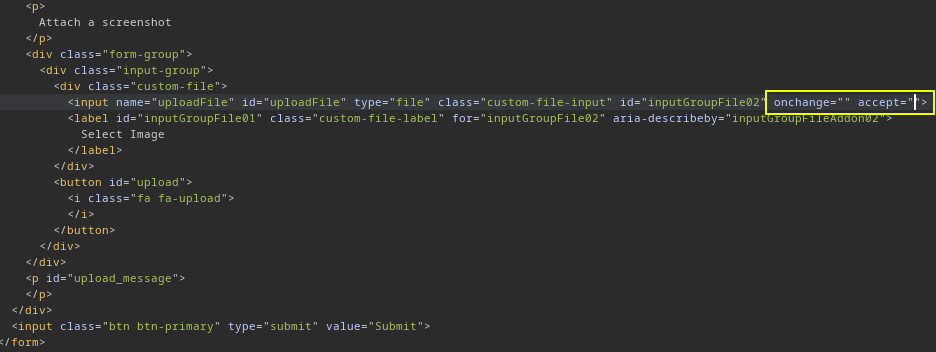 <p>
Attach a screenshot
</p>
<div class="form-group">
<div class="input-group">
<div class="custom-file">
<input name="uploadFile" id="uploadFile" type="file" class="custom-file-input" id="inputGroupFile02" onchange="" accept="">
<label id="inputGroupFile01" class="custom-file-label" for="inputGroupFile02" aria-describeby="inputGroupFileAddon02">
Select Image
</label>
</div>
<button id="upload">
<i class="fa fa-upload">
</i>
</button>
</div>
</div>
<p id="upload_message">
</p>
</div>
<input class="btn btn-primary" type="submit" value="Submit">
</form>